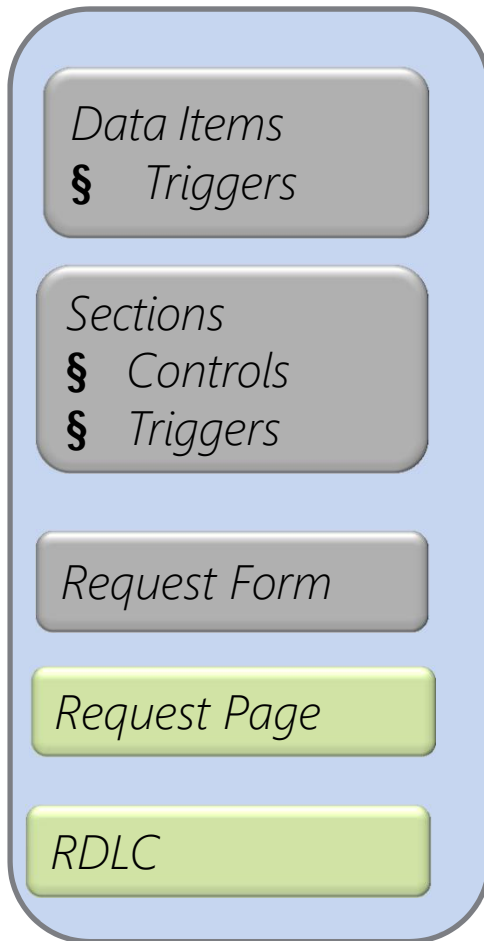 Data Items
§ Triggers
Sections
§ Controls
§ Triggers
Request Form
Request Page
RDLC